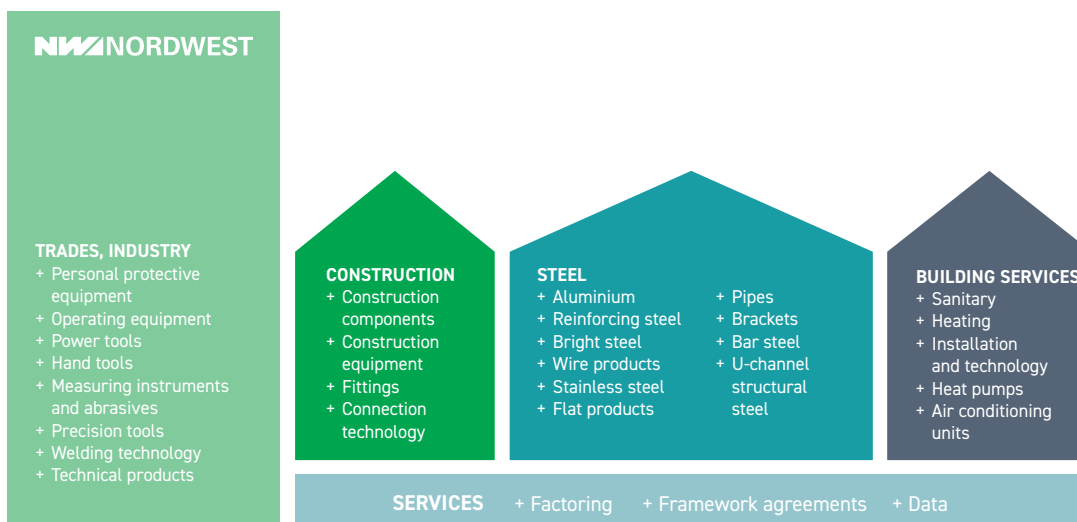 NW NORDWEST
TRADES, INDUSTRY
+ Personal protective
equipment
+ Operating equipment
+ Power tools
+ Hand tools
+ Measuring instruments
and abrasives
+ Precision tools
+ Welding technology
+ Technical products
CONSTRUCTION
+ Construction
components
+ Construction
equipment
+ Fittings
+ Connection
technology
STEEL
+ Aluminium
+ Reinforcing steel
+ Bright steel
+ Wire products
+ Stainless steel
+ Flat products
+ Pipes
+ Brackets
+ Bar steel
+ U-channel
structural
steel
BUILDING SERVICES
+ Sanitary
+ Heating
+ Installation
and technology
+ Heat pumps
+ Air conditioning
units
SERVICES + Factoring + Framework agreements + Data